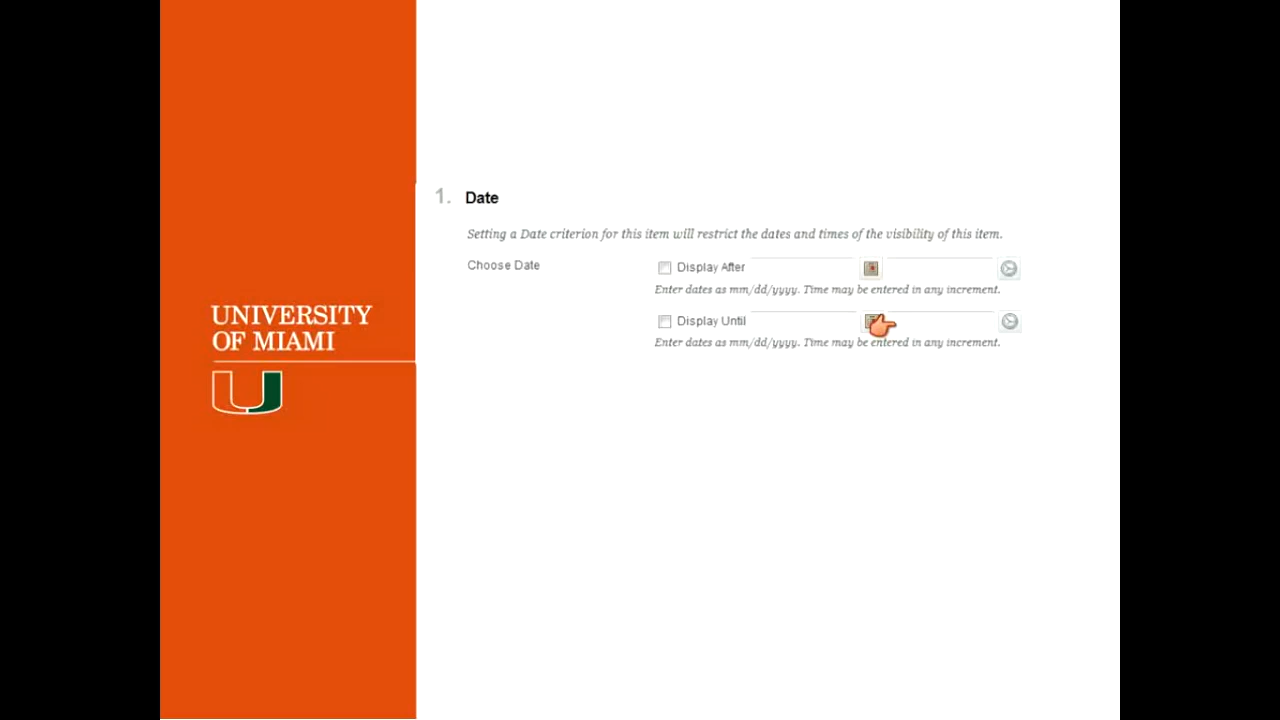 1. Date
Setting a Date criterion for this item will restrict the dates and times of the visibility of this item.
Choose Date
Display After
Enter dates as mm/dd/yyyy. Time may be entered in any increment.
Display Until
Enter dates as mm/dd/yyyy. Time may be entered in any increment.
UNIVERSITY
OF MIAMI
U